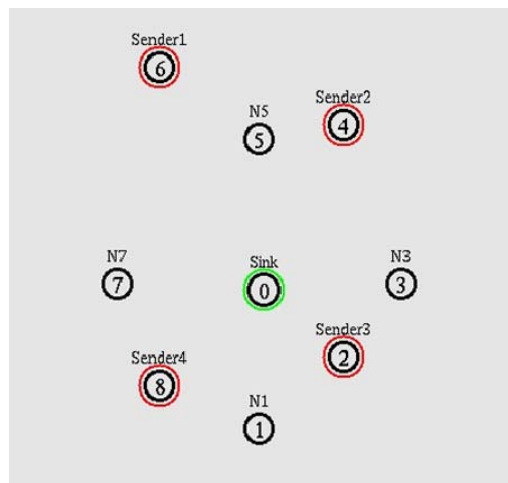 Sender1
6
Sender2
4
N5
5
N7
7
Sink
0
N3
3
Sender3
2
Sender4
8
N1
1